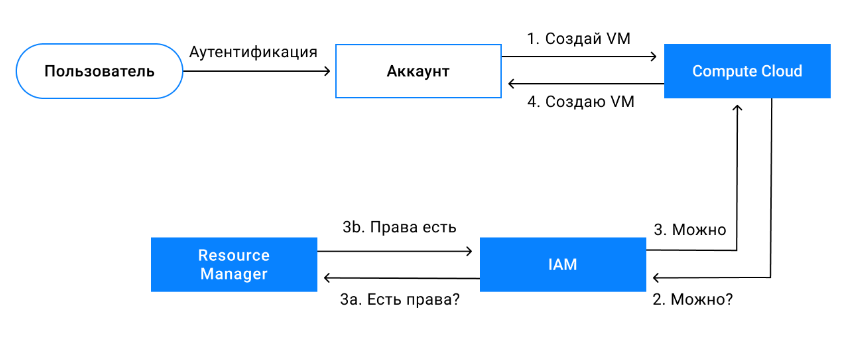 Аутентификация
1. Создай VM
Пользователь
Аккаунт
Compute Cloud
4. Создаю VM
3b. Права есть
3. Можно
Resource
Manager
IAM
3a. Есть права?
2. Можно?